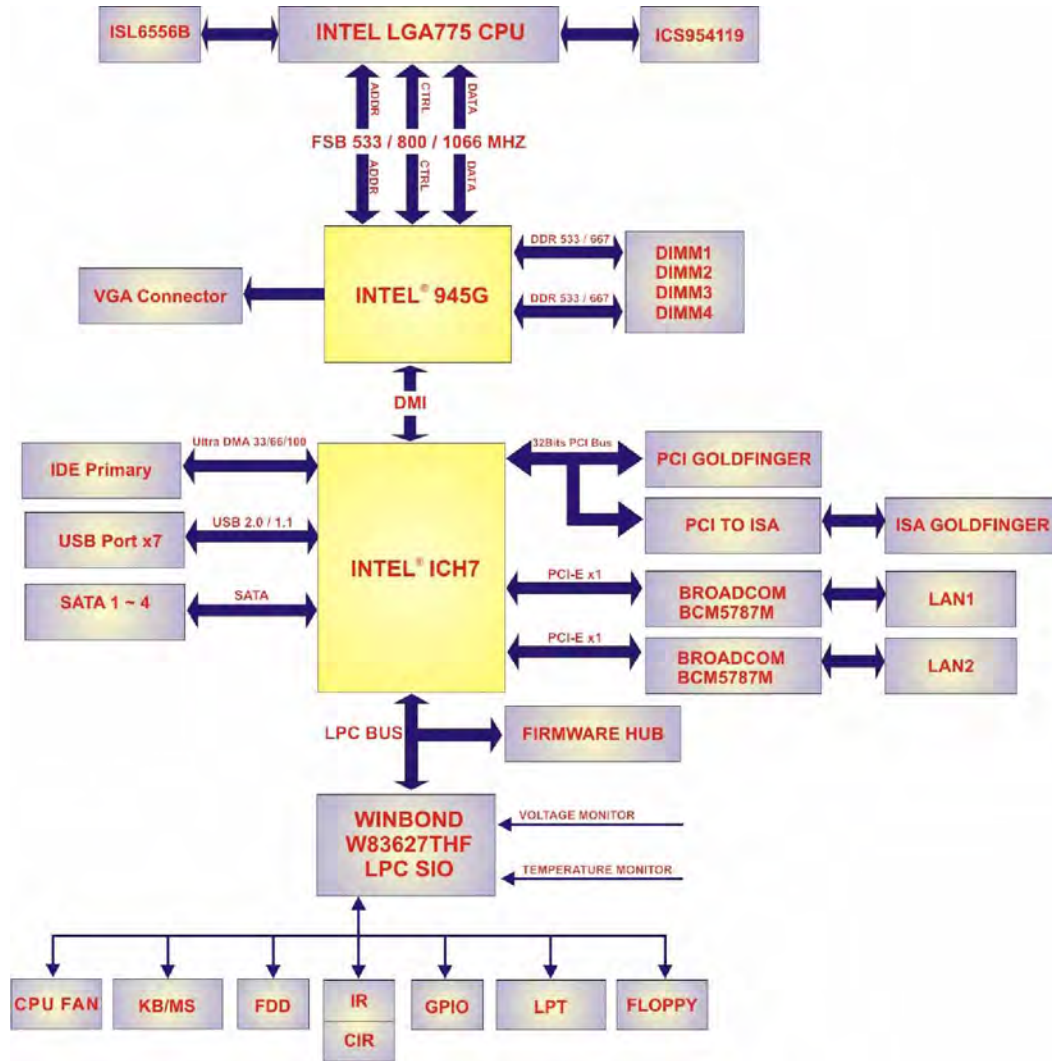 ISL6556B
INTEL LGA775 CPU
ICS954119
ADDR
CTRL
DATA
FSB 533 / 800 / 1066 MHZ
ADDR
CTRL
DATA
DDR 533 / 667
DIMM1
DIMM2
DIMM3
DIMM4
VGA Connector
INTEL® 945G
DDR 533 / 667
DMI
Ultra DMA 33/66/100
32Bits PCI Bus
IDE Primary
PCI GOLDFINGER
USB 2.0 / 1.1
USB Port x7
PCI TO ISA
ISA GOLDFINGER
INTEL® ICH7
PCI-E x1
SATA 1 ~ 4
SATA
BROADCOM
BCM5787M
LAN1
PCI-E x1
BROADCOM
BCM5787M
LAN2
LPC BUS
FIRMWARE HUB
WINBOND
W83627THF
LPC SIO
VOLTAGE MONITOR
TEMPERATURE MONITOR
CPU FAN
KB/MS
FDD
IR
CIR
GPIO
LPT
FLOPPY